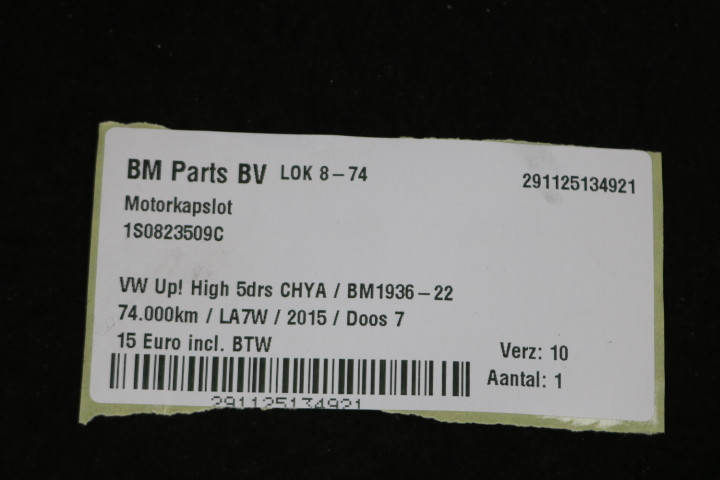 BM Parts BV LOK 8-74 291125134921
Motorkapslot
1S0823509C
VW Up! High 5drs CHYA / BM1936-22
74.000km / LA7W / 2015 / Doos 7
15 Euro incl. BTW Verz: 10
Aantal: 1
291125134921